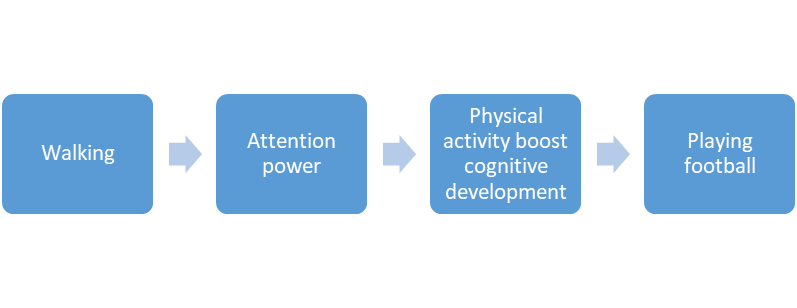 Walking
Attention
power
Physical
activity boost
cognitive
development
Playing
football